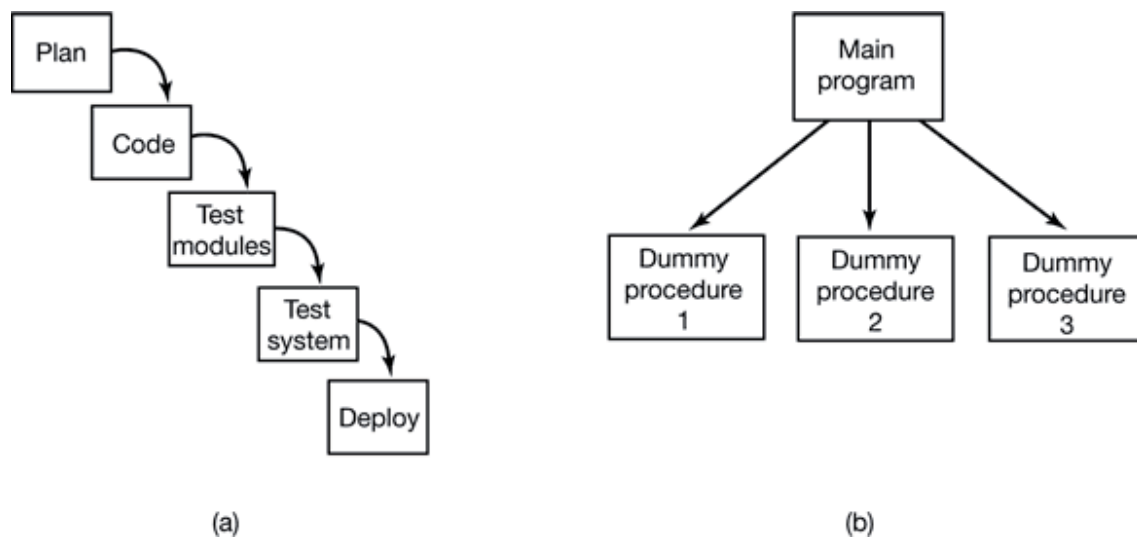 Plan
Code
Test
modules
Test
system
Deploy
(a)
Main
program
Dummy
procedure
1
Dummy
procedure
2
Dummy
procedure
3
(b)